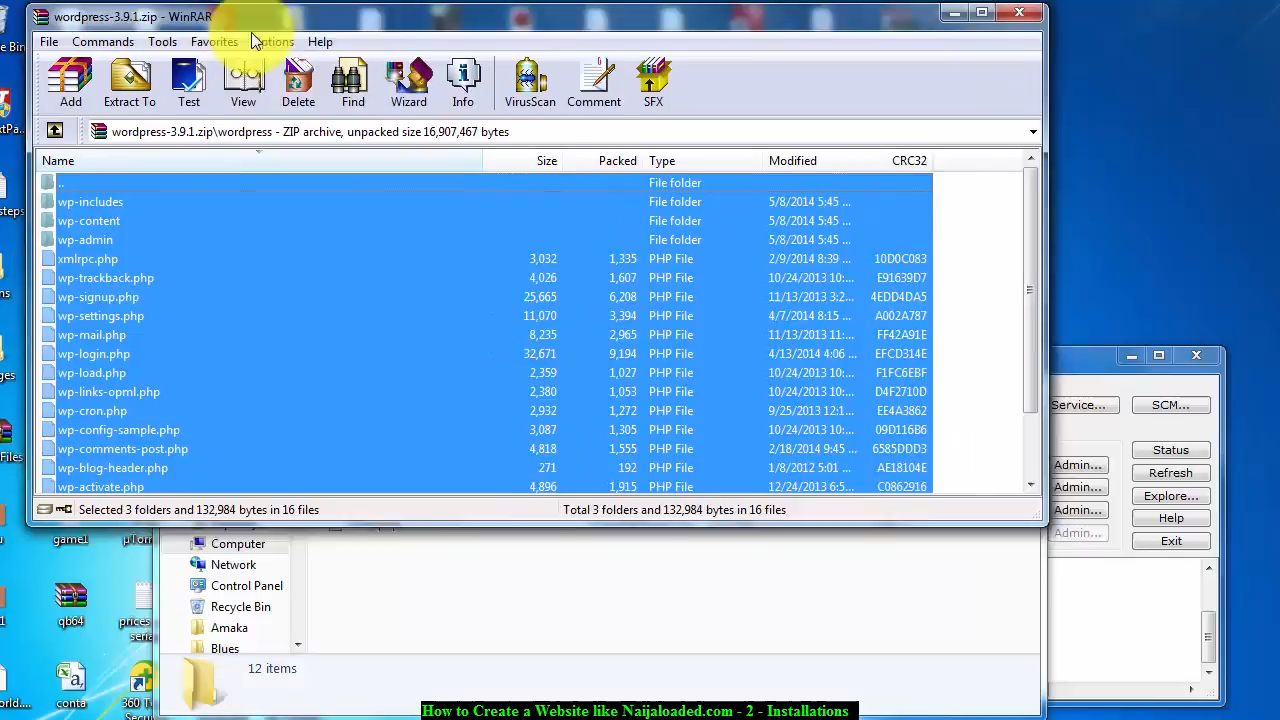 wordpress-3.9.1.zip - WinRAR
File Commands Tools Favorites Options Help
Add Extract To Test View Delete Find Wizard Info VirusScan Comment SFX
wordpress-3.9.1.zip\wordpress - ZIP archive, unpacked size 16,907,467 bytes
Name Size Packed Type Modified CRC32
.. File folder
wp-includes File folder 5/8/2014 5:45 ...
wp-content File folder 5/8/2014 5:45 ...
wp-admin File folder 5/8/2014 5:45 ...
xmlrpc.php 3,032 1,335 PHP File 2/9/2014 8:39 ... 10D0C083
wp-trackback.php 4,026 1,607 PHP File 10/24/2013 10:... E91639D7
wp-signup.php 25,665 6,208 PHP File 11/13/2013 3:2... 4EDD4DA5
wp-settings.php 11,070 3,394 PHP File 4/7/2014 8:15 ... A002A787
wp-mail.php 8,235 2,965 PHP File 11/13/2013 11:... FF42A91E
wp-login.php 32,671 9,194 PHP File 4/13/2014 4:06 ... EFCD314E
wp-load.php 2,359 1,027 PHP File 10/24/2013 10:... F1FC6EBF
wp-links-opml.php 2,380 1,053 PHP File 10/24/2013 10:... D4F2710D
wp-cron.php 2,932 1,272 PHP File 9/25/2013 12:1... EE4A3862
wp-config-sample.php 3,087 1,305 PHP File 10/24/2013 10:... 09D116B6
wp-comments-post.php 4,818 1,555 PHP File 2/18/2014 9:45 ... 6585DDD3
wp-blog-header.php 271 192 PHP File 1/8/2012 5:01 ... AE18104E
wp-activate.php 4,896 1,915 PHP File 12/24/2013 6:5... C0862916
Selected 3 folders and 132,984 bytes in 16 files Total 3 folders and 132,984 bytes in 16 files
Service... SCM...
Status
Admin... Refresh
Admin... Explore...
Admin... Help
Admin... Exit
steps
Files
game1
qb64
prices
conta
360 T
Computer
Network
Control Panel
Recycle Bin
Amaka
Blues
12 items
How to Create a Website like Naijaloaded.com - 2 - Installations